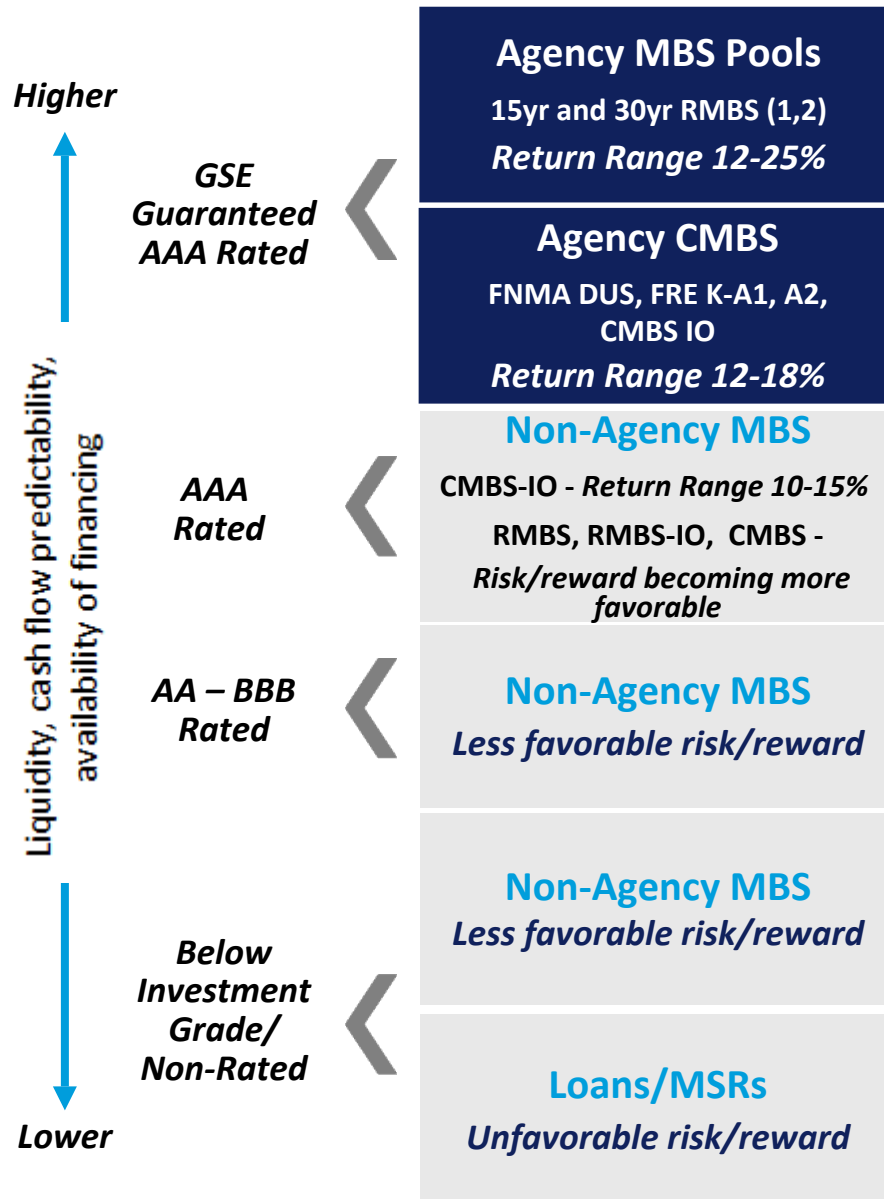 Higher
Liquidity, cash flow predictability,
availability of financing
Lower
GSE
Guaranteed
AAA Rated
Agency MBS Pools
15yr and 30yr RMBS (1,2)
Return Range 12-25%
Agency CMBS
FNMA DUS, FRE K-A1, A2,
CMBS IO
Return Range 12-18%
AAA
Rated
Non-Agency MBS
CMBS-IO - Return Range 10-15%
RMBS, RMBS-IO, CMBS -
Risk/reward becoming more
favorable
AA – BBB
Rated
Non-Agency MBS
Less favorable risk/reward
Below
Investment
Grade/
Non-Rated
Non-Agency MBS
Less favorable risk/reward
Loans/MSRs
Unfavorable risk/reward